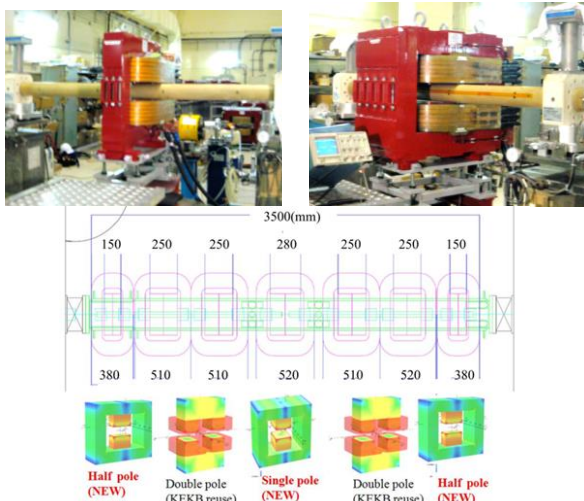 3500(mm)
150 250 250 280 250 250 150
380 510 510 520 510 520 380
Half pole Double pole Single pole Double pole Half pole
(NEW) (KEKB reuse) (NEW) (KEKB reuse) (NEW)